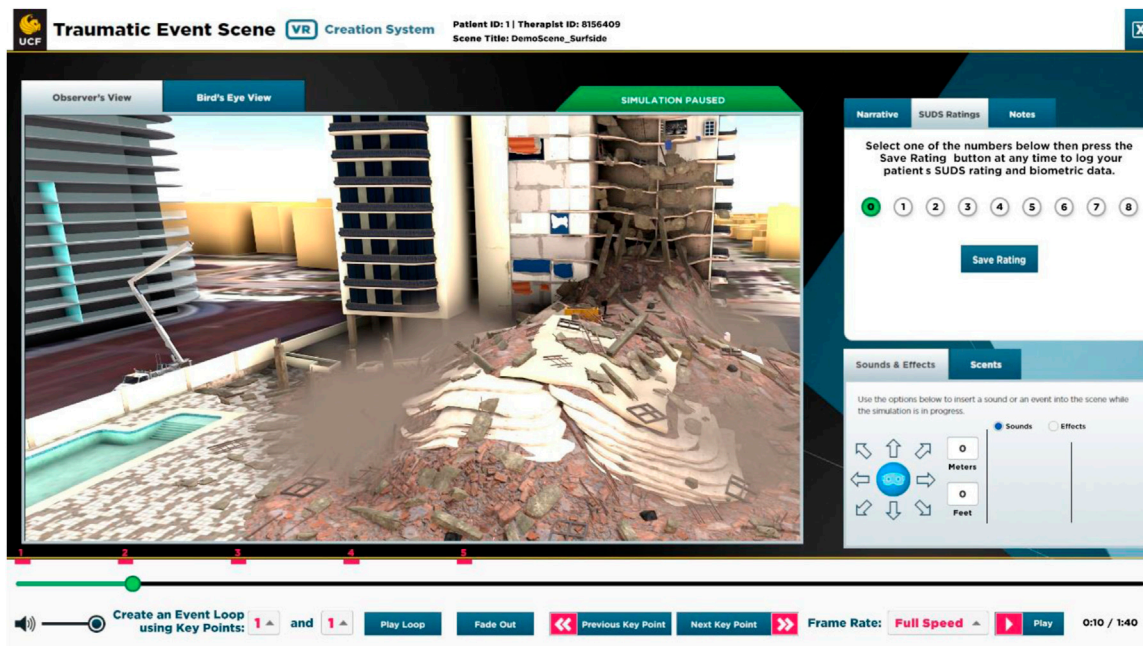 UCF
Traumatic Event Scene VR Creation System
Patient ID: 1 | Therapist ID: 8156409
Scene Title: DemoScene_Surfside
X
Observer's View
Bird's Eye View
SIMULATION PAUSED
Narrative
SUDS Ratings
Notes
Select one of the numbers below then press the
Save Rating button at any time to log your
patient s SUDS rating and biometric data.
0 1 2 3 4 5 6 7 8
Save Rating
Sounds & Effects
Scents
Use the options below to insert a sound or an event into the scene while
the simulation is in progress.
Sounds
Effects
0
Meters
0
Feet
1 2 3 4 5
Create an Event Loop
using Key Points:
1 and 1
Play Loop
Fade Out
Previous Key Point
Next Key Point
Frame Rate: Full Speed
Play
0:10 / 1:40